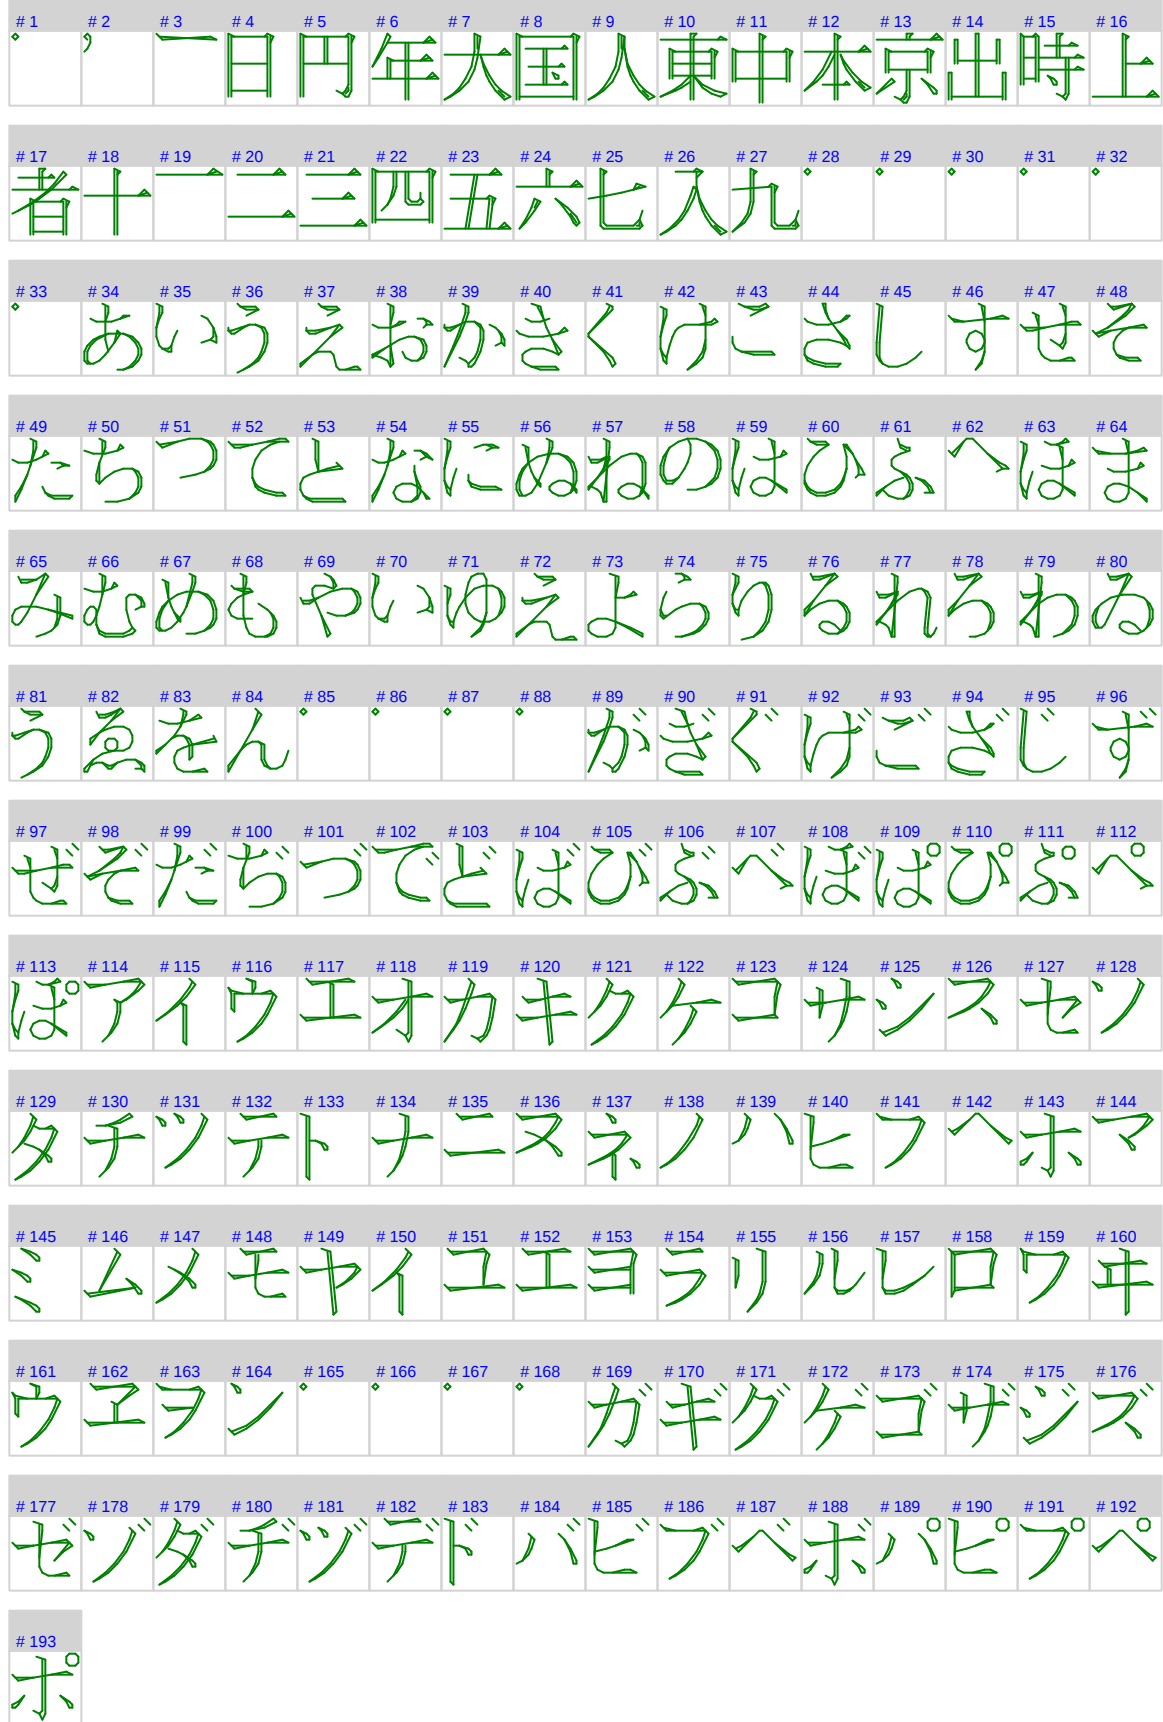 # 1 # 2 # 3 # 4 # 5 # 6 # 7 # 8 # 9 # 10 # 11 # 12 # 13 # 14 # 15 # 16
一 日 円 年 大 国 人 東 中 本 京 出 時 上
# 17 # 18 # 19 # 20 # 21 # 22 # 23 # 24 # 25 # 26 # 27 # 28 # 29 # 30 # 31 # 32
者 十 一 二 三 四 五 六 七 入 九
# 33 # 34 # 35 # 36 # 37 # 38 # 39 # 40 # 41 # 42 # 43 # 44 # 45 # 46 # 47 # 48
あ い う え お か き く け こ さ し す せ そ
# 49 # 50 # 51 # 52 # 53 # 54 # 55 # 56 # 57 # 58 # 59 # 60 # 61 # 62 # 63 # 64
た ち つ て と な に ぬ ね の は ひ ふ へ ほ ま
# 65 # 66 # 67 # 68 # 69 # 70 # 71 # 72 # 73 # 74 # 75 # 76 # 77 # 78 # 79 # 80
み む め も や い ゆ え よ ら り る れ ろ わ ゐ
# 81 # 82 # 83 # 84 # 85 # 86 # 87 # 88 # 89 # 90 # 91 # 92 # 93 # 94 # 95 # 96
う ゑ を ん が ぎ ぐ げ ご ざ じ ず
# 97 # 98 # 99 # 100 # 101 # 102 # 103 # 104 # 105 # 106 # 107 # 108 # 109 # 110 # 111 # 112
ぜ ぞ だ ぢ づ で ど ば び ぶ べ ぼ ぱ ぴ ぷ ぺ
# 113 # 114 # 115 # 116 # 117 # 118 # 119 # 120 # 121 # 122 # 123 # 124 # 125 # 126 # 127 # 128
ぽ ア イ ウ エ オ カ キ ク ケ コ サ シ ス セ ソ
# 129 # 130 # 131 # 132 # 133 # 134 # 135 # 136 # 137 # 138 # 139 # 140 # 141 # 142 # 143 # 144
タ チ ツ テ ト ナ ニ ヌ ネ ノ ハ ヒ フ ヘ ホ マ
# 145 # 146 # 147 # 148 # 149 # 150 # 151 # 152 # 153 # 154 # 155 # 156 # 157 # 158 # 159 # 160
ミ ム メ モ ヤ イ ユ エ ヨ ラ リ ル レ ロ ワ ヰ
# 161 # 162 # 163 # 164 # 165 # 166 # 167 # 168 # 169 # 170 # 171 # 172 # 173 # 174 # 175 # 176
ウ ヱ ヲ ン ガ ギ グ ゲ ゴ ザ ジ ズ
# 177 # 178 # 179 # 180 # 181 # 182 # 183 # 184 # 185 # 186 # 187 # 188 # 189 # 190 # 191 # 192
ゼ ゾ ダ ヂ ヅ デ ド バ ビ ブ ベ ボ パ ピ プ ペ
# 193
ポ